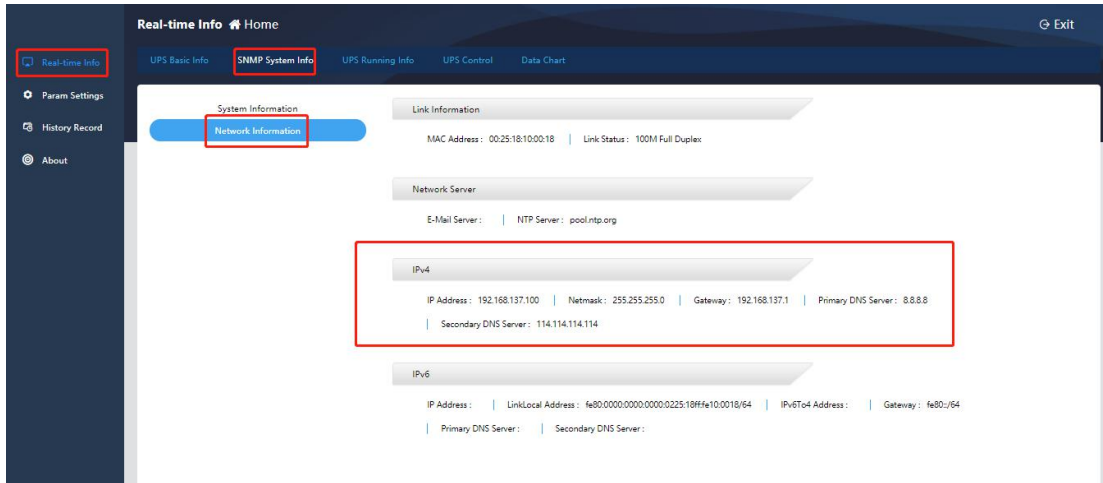 Real-time Info Home Exit
Real-time Info
Param Settings
History Record
About
UPS Basic Info SNMP System Info UPS Running Info UPS Control Data Chart
System Information
Network Information
Link Information
MAC Address : 00:25:18:10:00:18 | Link Status : 100M Full Duplex
Network Server
E-Mail Server : | NTP Server : pool.ntp.org
IPv4
IP Address : 192.168.137.100 | Netmask : 255.255.255.0 | Gateway : 192.168.137.1 | Primary DNS Server : 8.8.8.8
| Secondary DNS Server : 114.114.114.114
IPv6
IP Address : | LinkLocal Address : fe80:0000:0000:0000:0225:18ff:fe10:0018/64 | IPv6To4 Address : | Gateway : fe80::/64
| Primary DNS Server : | Secondary DNS Server :